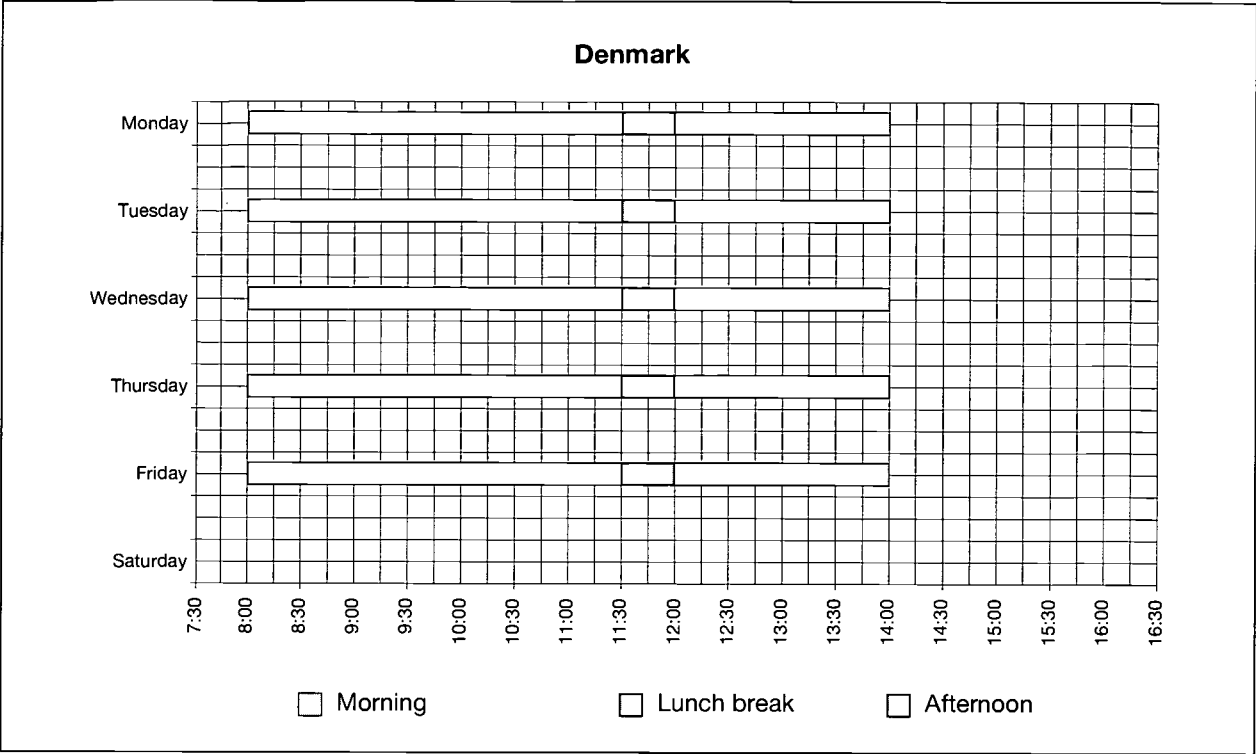 Denmark
Monday
Tuesday
Wednesday
Thursday
Friday
Saturday
7:30 8:00 8:30 9:00 9:30 10:00 10:30 11:00 11:30 12:00 12:30 13:00 13:30 14:00 14:30 15:00 15:30 16:00 16:30
Morning Lunch break Afternoon